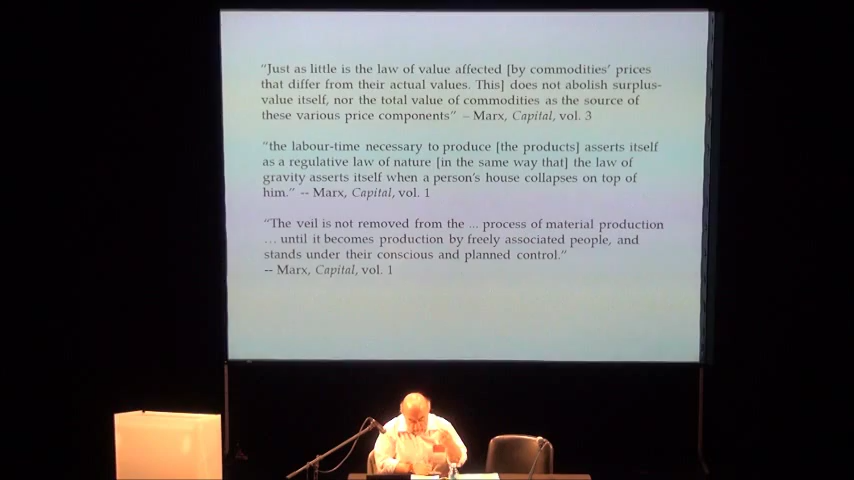 “Just as little is the law of value affected [by commodities’ prices
that differ from their actual values. This] does not abolish surplus-
value itself, nor the total value of commodities as the source of
these various price components” – Marx, Capital, vol. 3
“the labour-time necessary to produce [the products] asserts itself
as a regulative law of nature [in the same way that] the law of
gravity asserts itself when a person’s house collapses on top of
him.” -- Marx, Capital, vol. 1
“The veil is not removed from the ... process of material production
… until it becomes production by freely associated people, and
stands under their conscious and planned control.”
-- Marx, Capital, vol. 1